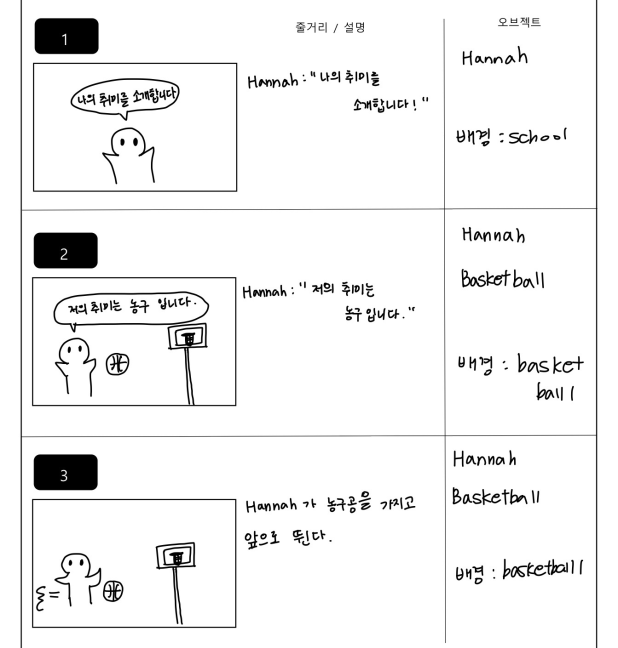 줄거리 / 설명
오브젝트
1
나의 취미를 소개합니다
Hannah : "나의 취미를
소개합니다!"
Hannah
배경 : school
2
저의 취미는 농구 입니다.
Hannah : "저의 취미는
농구 입니다."
Hannah
Basketball
배경 : basket
ball 1
3
Hannah 가 농구공을 가지고
앞으로 뛴다.
Hannah
Basketball
배경 : basketball 1